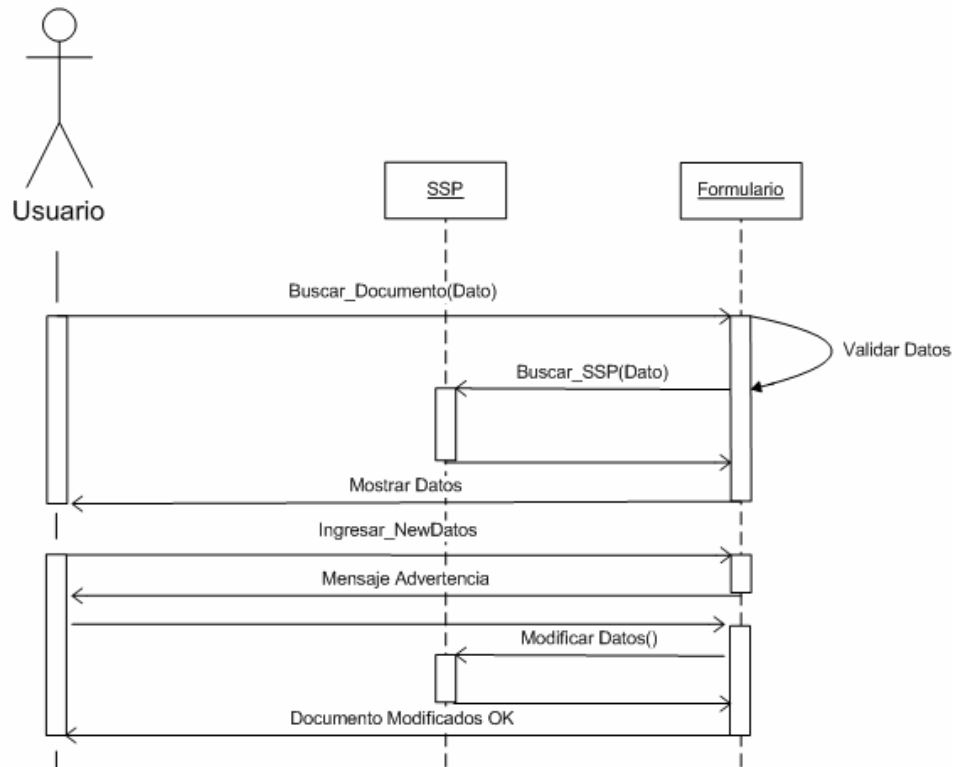 Usuario
SSP
Formulario
Buscar_Documento(Dato)
Validar Datos
Buscar_SSP(Dato)
Mostrar Datos
Ingresar_NewDatos
Mensaje Advertencia
Modificar Datos()
Documento Modificados OK